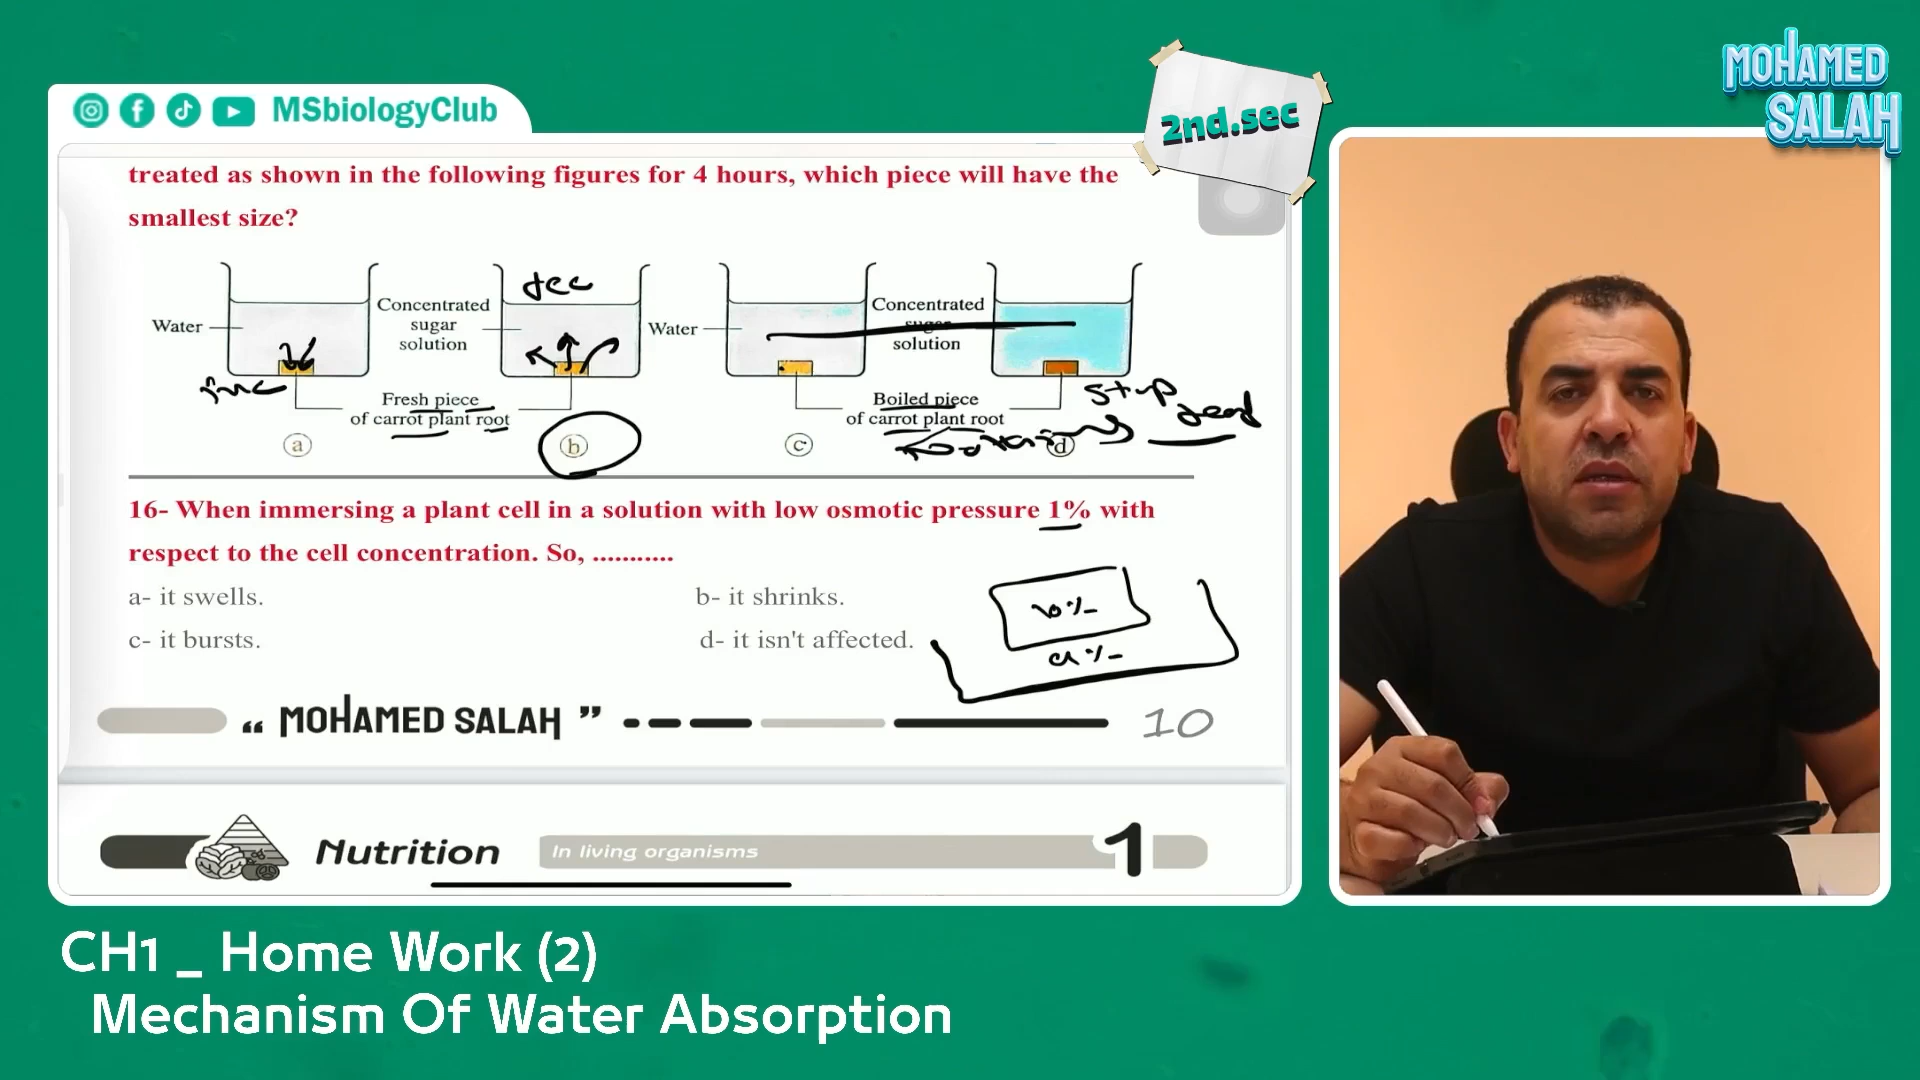 MSbiologyClub
2nd.sec
MOHAMED
SALAH
treated as shown in the following figures for 4 hours, which piece will have the
smallest size?
Water
Concentrated
sugar
solution
dec
Water
Concentrated
sugar
solution
inc
Fresh piece
of carrot plant root
Boiled piece
of carrot plant root
stop
dead
a
b
c
d
16- When immersing a plant cell in a solution with low osmotic pressure 1% with
respect to the cell concentration. So, ...........
a- it swells.
b- it shrinks.
c- it bursts.
d- it isn't affected.
“ MOHAMED SALAH ”
10
Nutrition
In living organisms
1
CH1 _ Home Work (2)
Mechanism Of Water Absorption